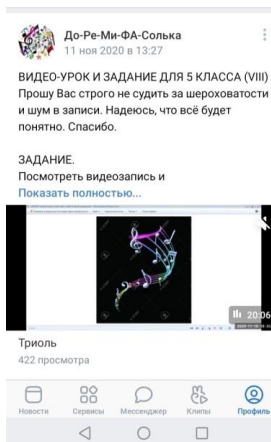 До-Ре-Ми-ФА-Солька
11 ноя 2020 в 13:27
ВИДЕО-УРОК И ЗАДАНИЕ ДЛЯ 5 КЛАССА (VIII)
Прошу Вас строго не судить за шероховатости
и шум в записи. Надеюсь, что всё будет
понятно. Спасибо.
ЗАДАНИЕ.
Посмотреть видеозапись и
Показать полностью...
20:06
Триоль
422 просмотра
Новости
Сервисы
Мессенджер
Клипы
Профиль